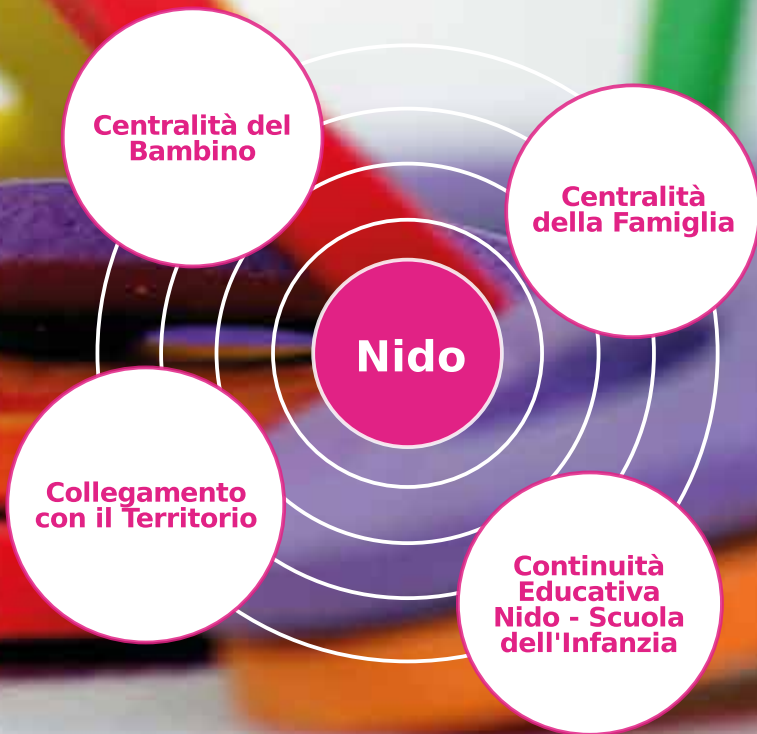 Centralità del
Bambino
Centralità
della Famiglia
Nido
Collegamento
con il Territorio
Continuità
Educativa
Nido - Scuola
dell'Infanzia